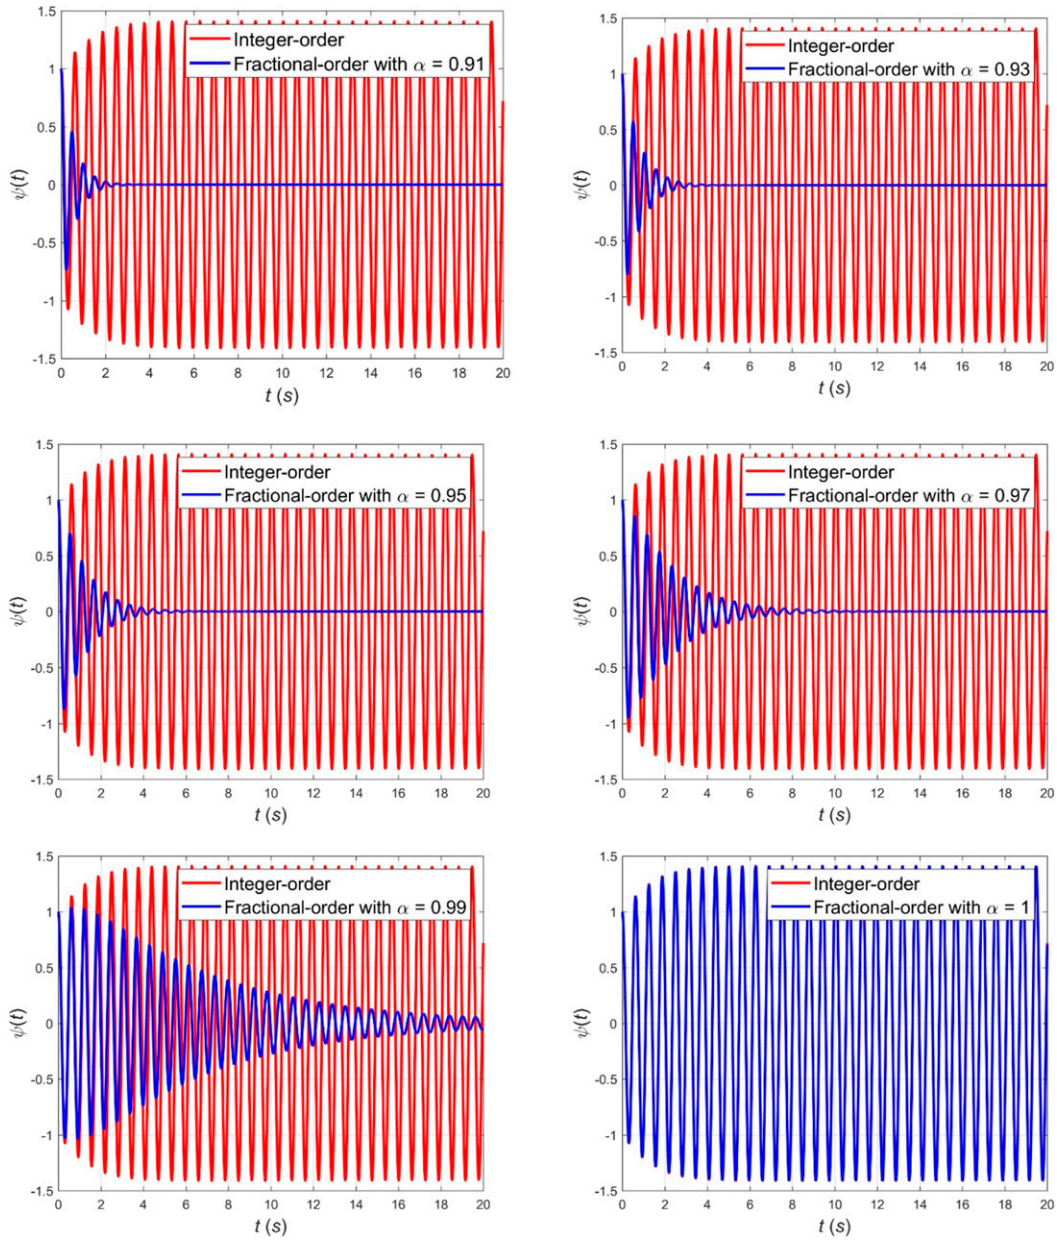 1.5
Integer-order
Fractional-order with α = 0.91
1
0.5
0
-0.5
-1
-1.5
ψ(t)
0 2 4 6 8 10 12 14 16 18 20
t (s)
1.5
Integer-order
Fractional-order with α = 0.93
1
0.5
0
-0.5
-1
-1.5
ψ(t)
0 2 4 6 8 10 12 14 16 18 20
t (s)
1.5
Integer-order
Fractional-order with α = 0.95
1
0.5
0
-0.5
-1
-1.5
ψ(t)
0 2 4 6 8 10 12 14 16 18 20
t (s)
1.5
Integer-order
Fractional-order with α = 0.97
1
0.5
0
-0.5
-1
-1.5
ψ(t)
0 2 4 6 8 10 12 14 16 18 20
t (s)
1.5
Integer-order
Fractional-order with α = 0.99
1
0.5
0
-0.5
-1
-1.5
ψ(t)
0 2 4 6 8 10 12 14 16 18 20
t (s)
1.5
Integer-order
Fractional-order with α = 1
1
0.5
0
-0.5
-1
-1.5
ψ(t)
0 2 4 6 8 10 12 14 16 18 20
t (s)